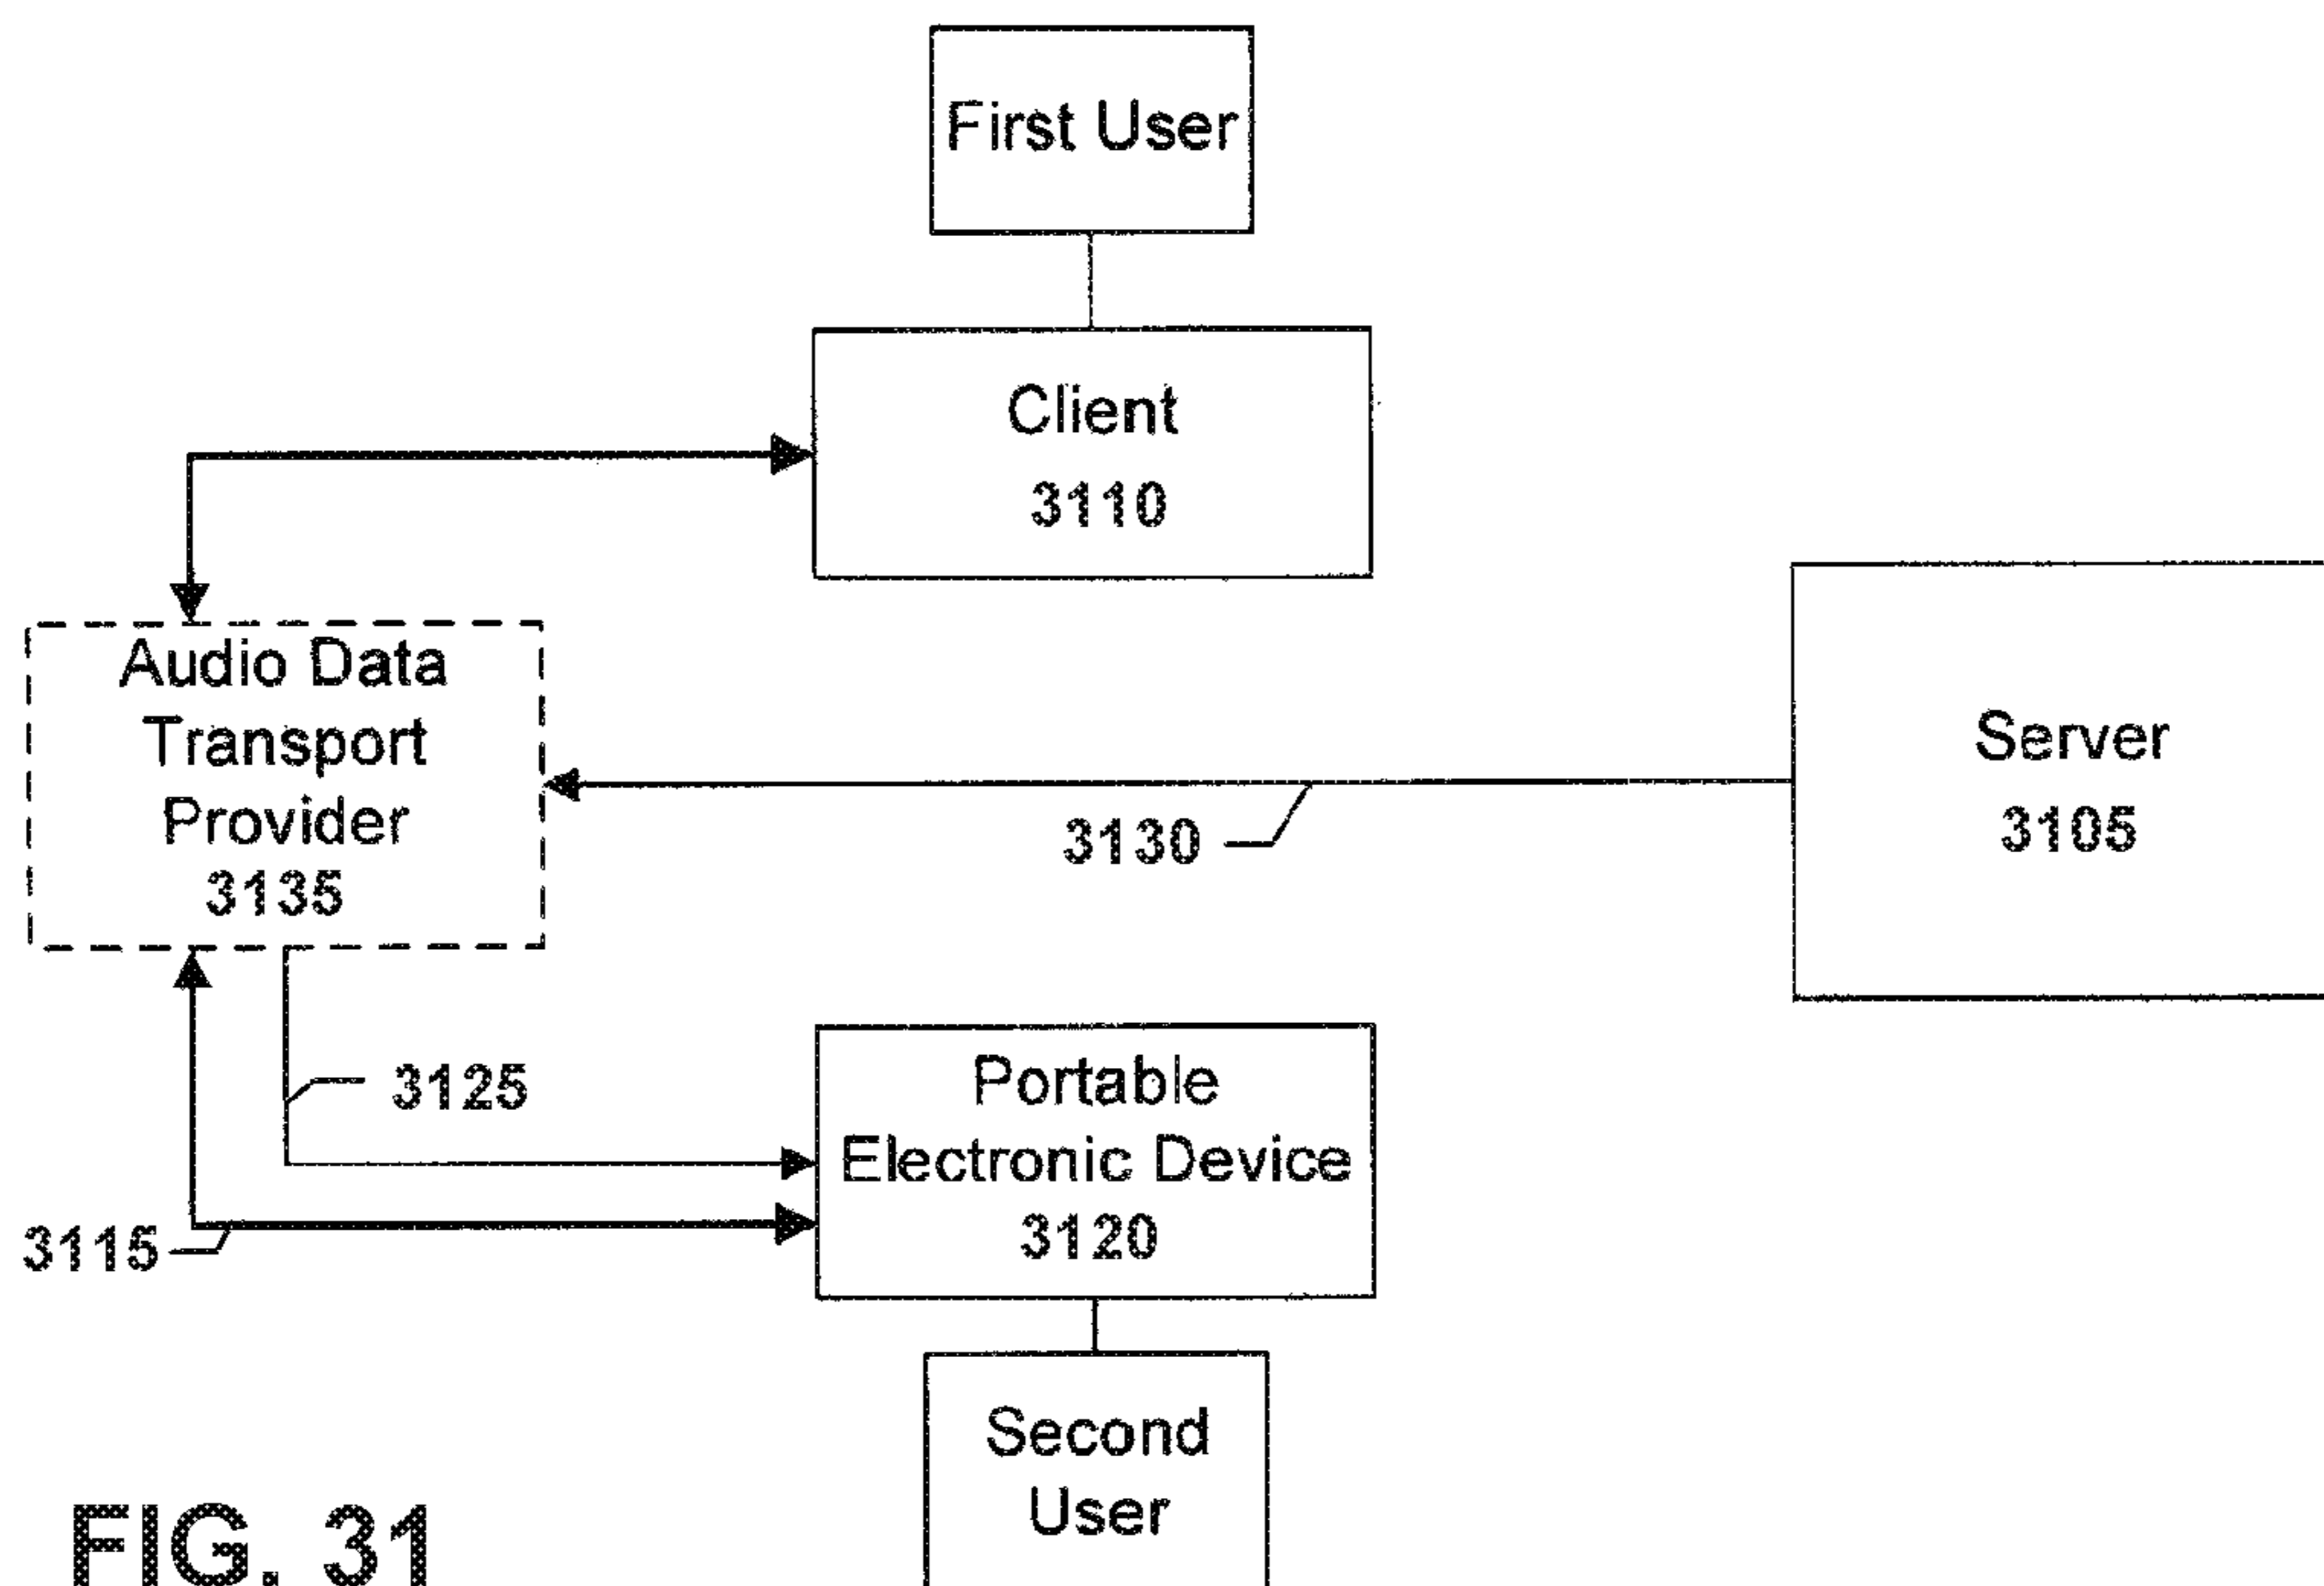 First User
Client
3110
Audio Data
Transport
Provider
3135
Server
3105
3130
3125
Portable
Electronic Device
3120
3115
Second
User
FIG. 31